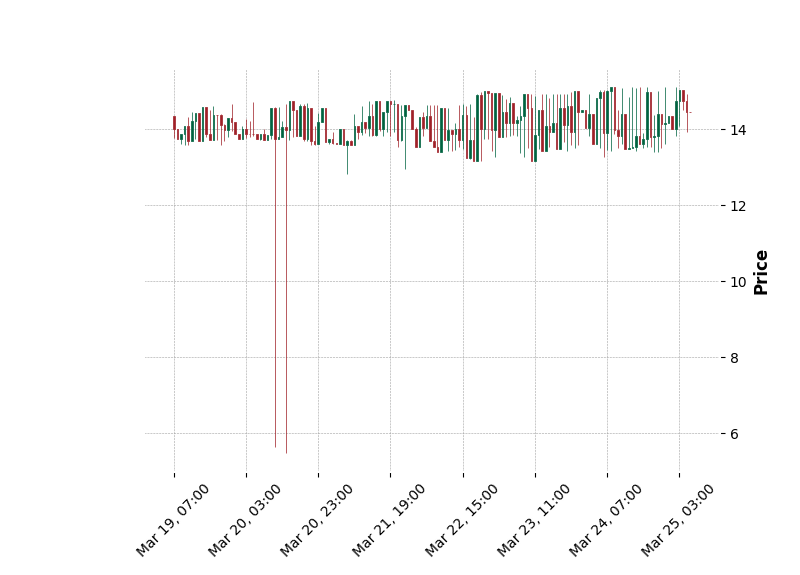 14
12
10
8
6
Price
Mar 19, 07:00
Mar 20, 03:00
Mar 20, 23:00
Mar 21, 19:00
Mar 22, 15:00
Mar 23, 11:00
Mar 24, 07:00
Mar 25, 03:00